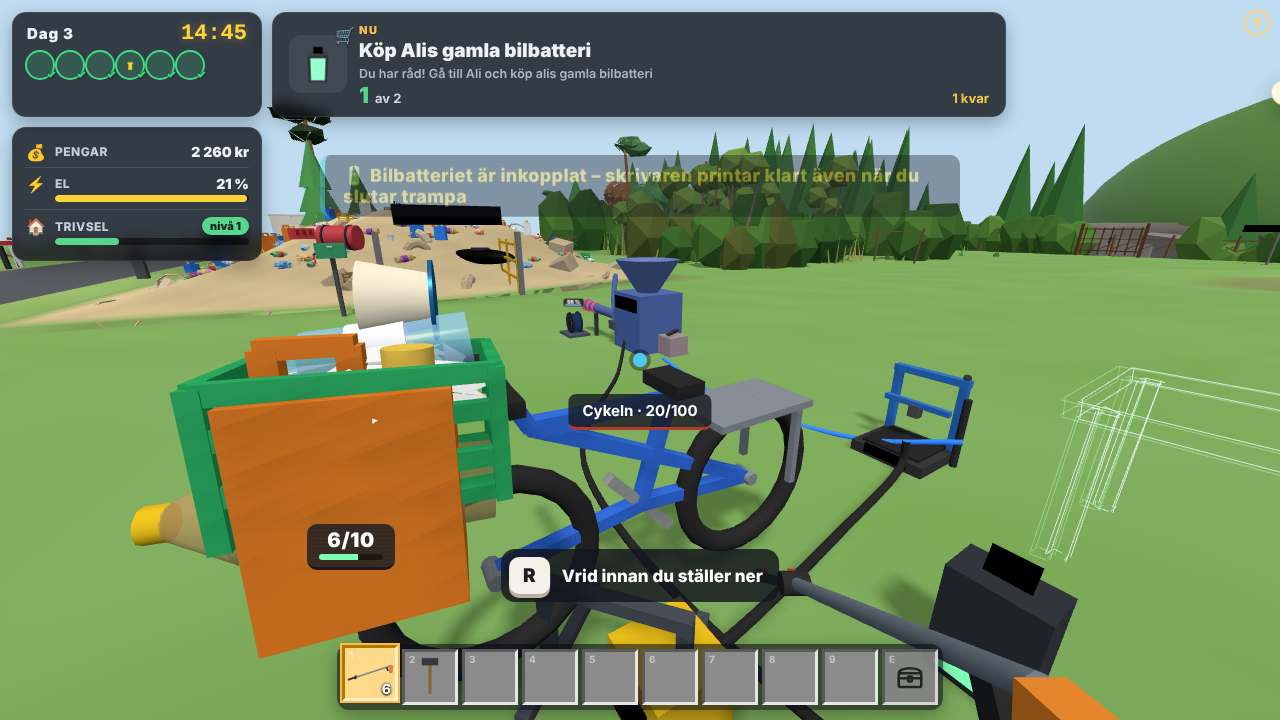 Dag 3
14:45
NU
Köp Alis gamla bilbatteri
Du har råd! Gå till Ali och köp alis gamla bilbatteri
1 av 2
1 kvar
PENGAR
2 260 kr
EL
21 %
TRIVSEL
nivå 1
Bilbatteriet är inkopplat – skrivaren printar klart även när du
slutar trampa
Cykeln · 20/100
6/10
R
Vrid innan du ställer ner
6
2
3
4
5
6
7
8
9
E